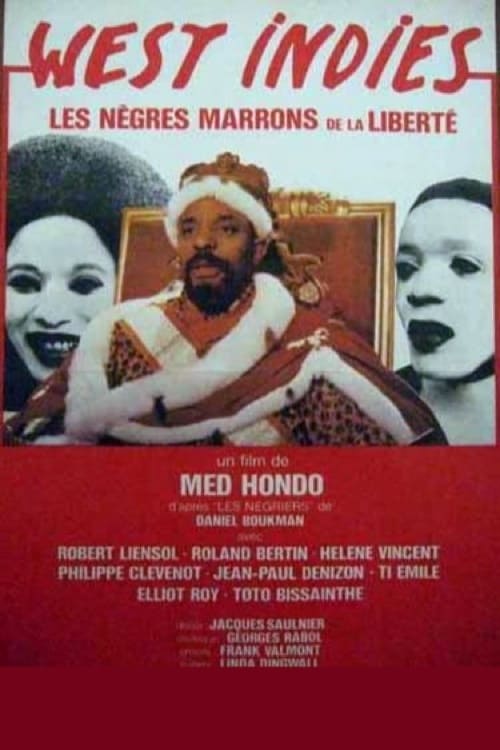 WEST INDIES
LES NÈGRES MARRONS DE LA LIBERTÉ
un film de
MED HONDO
d'après "LES NÉGRIERS" de
DANIEL BOUKMAN
avec
ROBERT LIENSOL · ROLAND BERTIN · HELENE VINCENT
PHILIPPE CLEVENOT · JEAN-PAUL DENIZON · TI EMILE
ELLIOT ROY · TOTO BISSAINTHE
JACQUES SAULNIER
GEORGES RABOL
FRANK VALMONT
LINDA DINGWALL